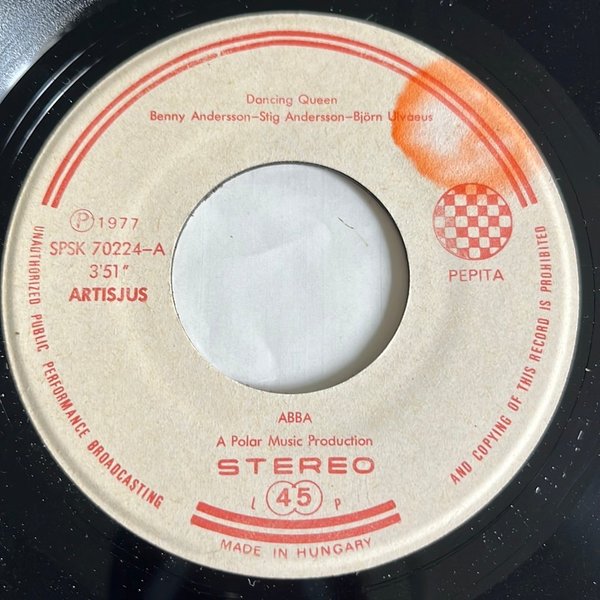 Dancing Queen
Benny Andersson–Stig Andersson–Björn Ulvaeus
Ⓟ 1977
SPSK 70224–A
3'51"
ARTISJUS
PEPITA
ABBA
A Polar Music Production
STEREO
L 45 P
MADE IN HUNGARY
UNAUTHORIZED PUBLIC PERFORMANCE BROADCASTING
AND COPYING OF THIS RECORD IS PROHIBITED